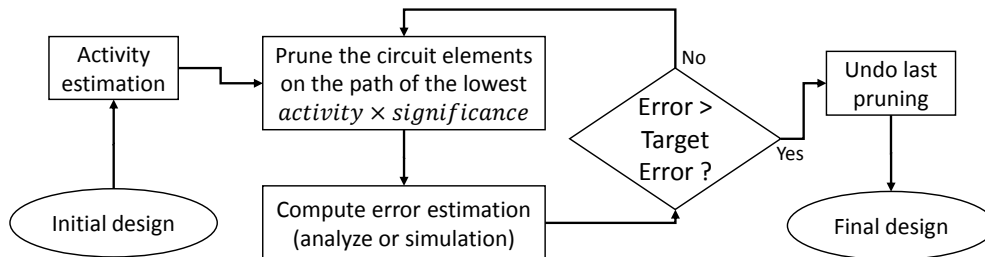 Activity
estimation
Prune the circuit elements
on the path of the lowest
activity × significance
No
Error >
Target
Error ?
Yes
Undo last
pruning
Initial design
Compute error estimation
(analyze or simulation)
Final design